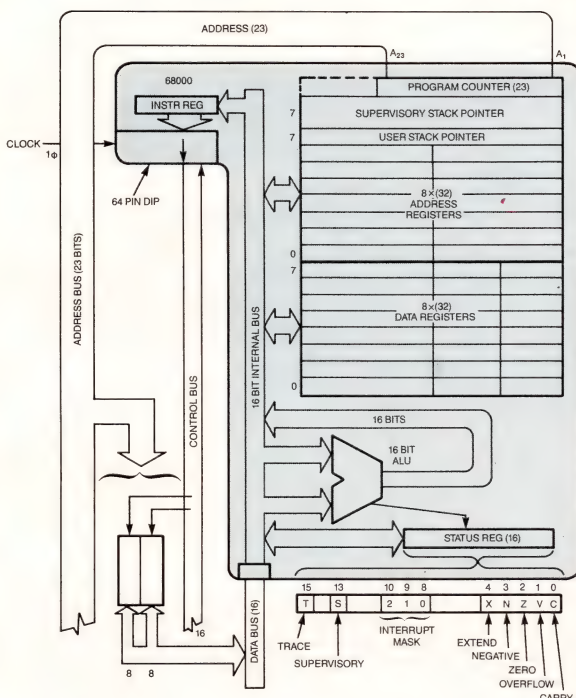 ADDRESS (23)
A23
A1
68000
INSTR REG
PROGRAM COUNTER (23)
7
SUPERVISORY STACK POINTER
7
USER STACK POINTER
CLOCK
1Φ
64 PIN DIP
8×(32)
ADDRESS
REGISTERS
0
7
8×(32)
DATA REGISTERS
0
ADDRESS BUS (23 BITS)
CONTROL BUS
16 BIT INTERNAL BUS
16 BITS
16 BIT
ALU
STATUS REG (16)
15 13 10 9 8 4 3 2 1 0
T S 2 1 0 X N Z V C
TRACE
SUPERVISORY
INTERRUPT
MASK
EXTEND
NEGATIVE
ZERO
OVERFLOW
CARRY
DATA BUS (16)
16
8 8